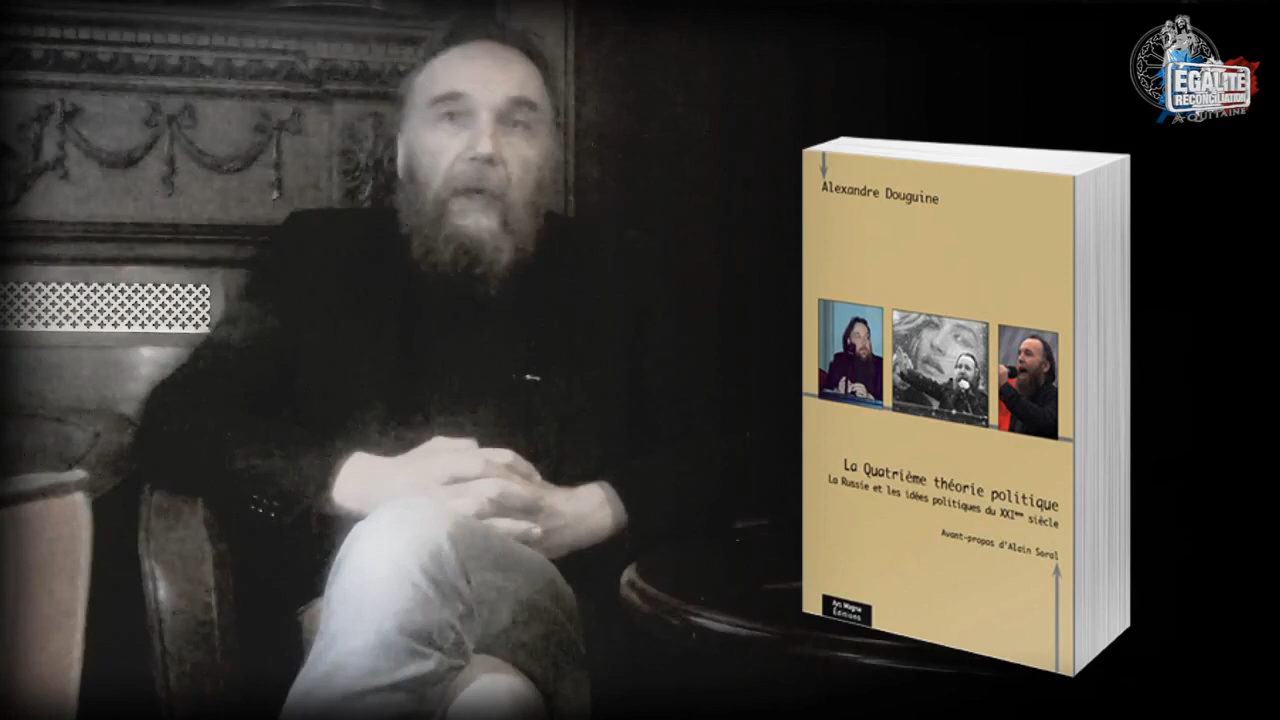 ÉGALITÉ
RÉCONCILIATION
AQUITAINE
Alexandre Douguine
La Quatrième théorie politique
La Russie et les idées politiques du XXIème siècle
Avant-propos d'Alain Soral
Ars Magna
Éditions